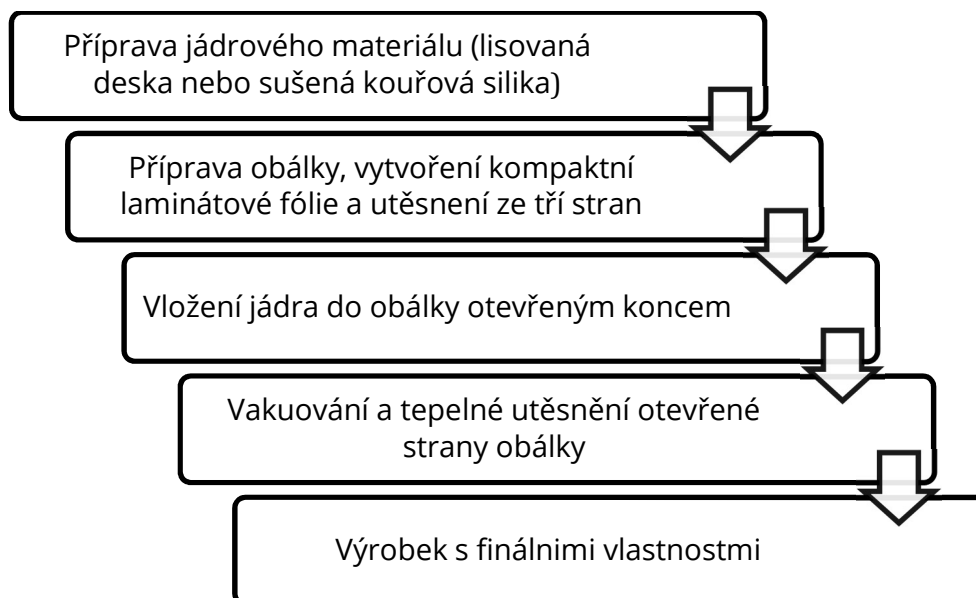 Příprava jádrového materiálu (lisovaná
deska nebo sušená kouřová silika)
Příprava obálky, vytvoření kompaktní
laminátové fólie a utěsnení ze tří stran
Vložení jádra do obálky otevřeným koncem
Vakuování a tepelné utěsnění otevřené
strany obálky
Výrobek s finálnimi vlastnostmi